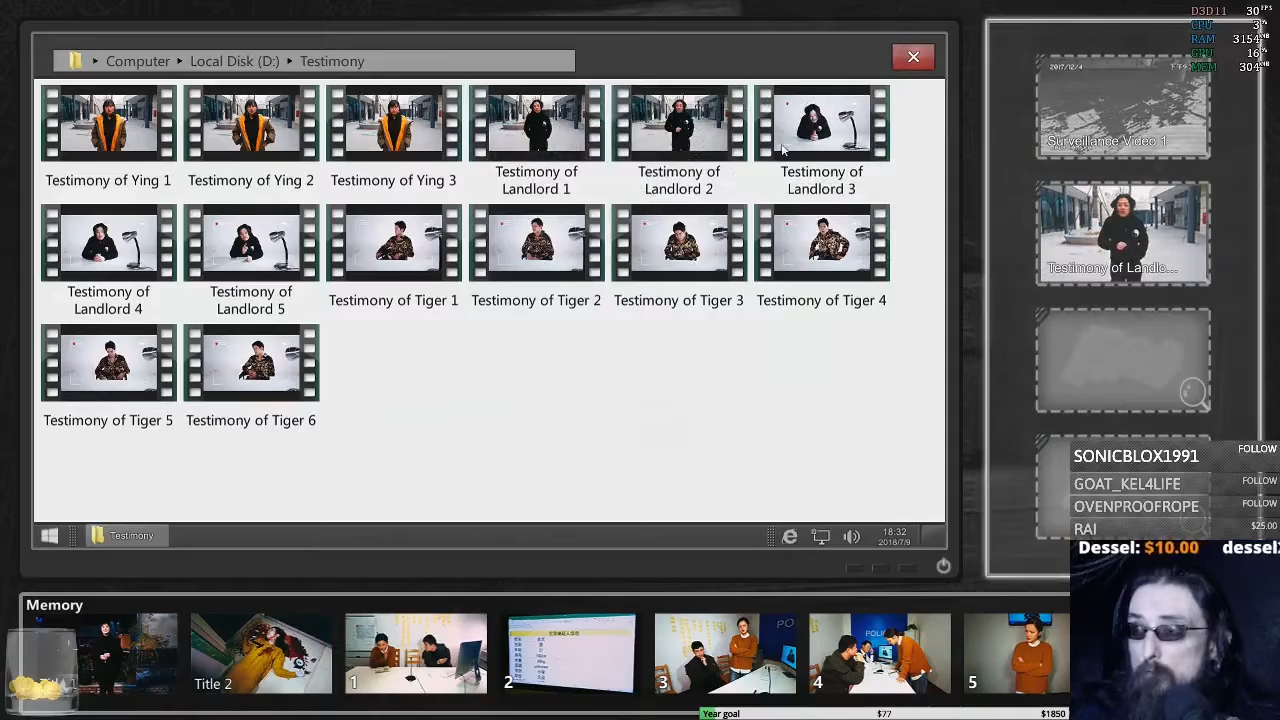 D3D11 30 FPS
CPU 3 %
RAM 3154 MB
GPU 16 %
MEM 304 MB
Computer Local Disk (D:) Testimony
Testimony of Ying 1
Testimony of Ying 2
Testimony of Ying 3
Testimony of
Landlord 1
Testimony of
Landlord 2
Testimony of
Landlord 3
Testimony of
Landlord 4
Testimony of
Landlord 5
Testimony of Tiger 1
Testimony of Tiger 2
Testimony of Tiger 3
Testimony of Tiger 4
Testimony of Tiger 5
Testimony of Tiger 6
Testimony
18:32
2018/7/9
2017/12/4
Surveillance Video 1
Testimony of Landlo...
SONICBLOX1991 FOLLOW
GOAT_KEL4LIFE FOLLOW
OVENPROOFROPE FOLLOW
RAI $25.00
Dessel: $10.00 dessel2
Memory
Title 2
1
2
3
4
5
Year goal $77 $1850